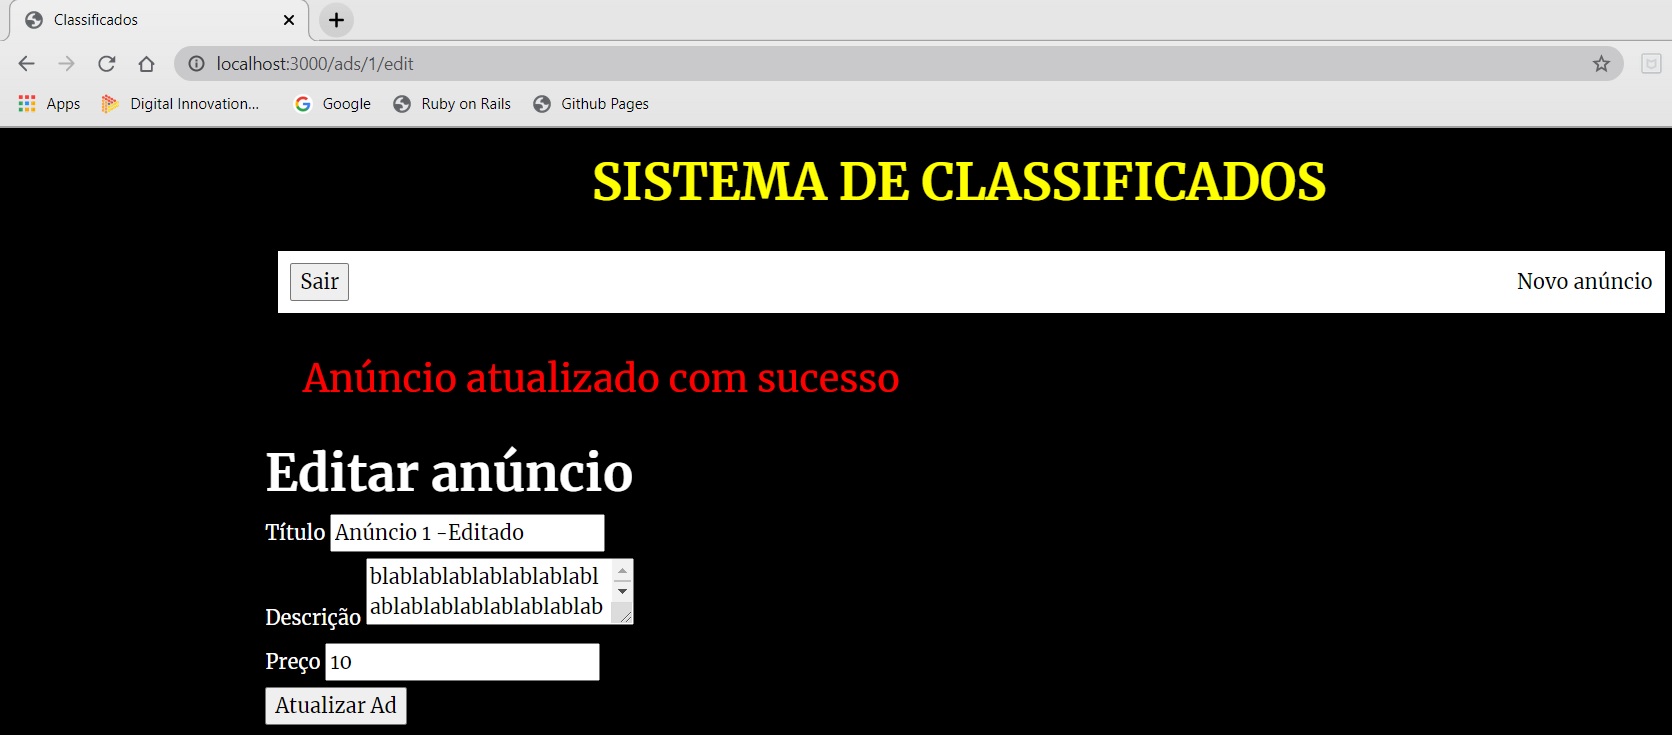 Classificados
localhost:3000/ads/1/edit
Apps Digital Innovation... Google Ruby on Rails Github Pages
SISTEMA DE CLASSIFICADOS
Sair Novo anúncio
Anúncio atualizado com sucesso
Editar anúncio
Título Anúncio 1 -Editado
blablablablablablablabl
Descrição ablablablablablablablab
Preço 10
Atualizar Ad